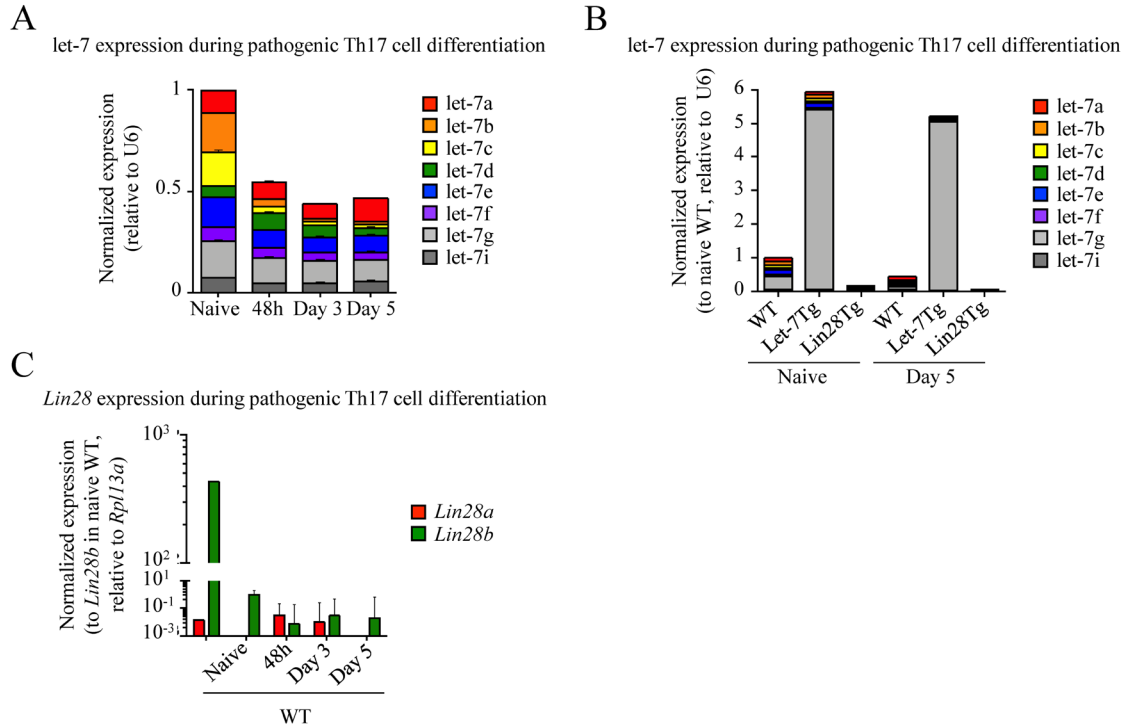 A
let-7 expression during pathogenic Th17 cell differentiation
Normalized expression
(relative to U6)
1
0.5
0
Naive 48h Day 3 Day 5
let-7a
let-7b
let-7c
let-7d
let-7e
let-7f
let-7g
let-7i
B
let-7 expression during pathogenic Th17 cell differentiation
Normalized expression
(to naive WT, relative to U6)
6
5
4
3
2
1
0
WT Let-7Tg Lin28Tg WT Let-7Tg Lin28Tg
Naive Day 5
let-7a
let-7b
let-7c
let-7d
let-7e
let-7f
let-7g
let-7i
C
Lin28 expression during pathogenic Th17 cell differentiation
Normalized expression
(to Lin28b in naive WT,
relative to Rpl13a)
10³
10²
10¹
10⁻¹
10⁻³
Naive 48h Day 3 Day 5
WT
Lin28a
Lin28b